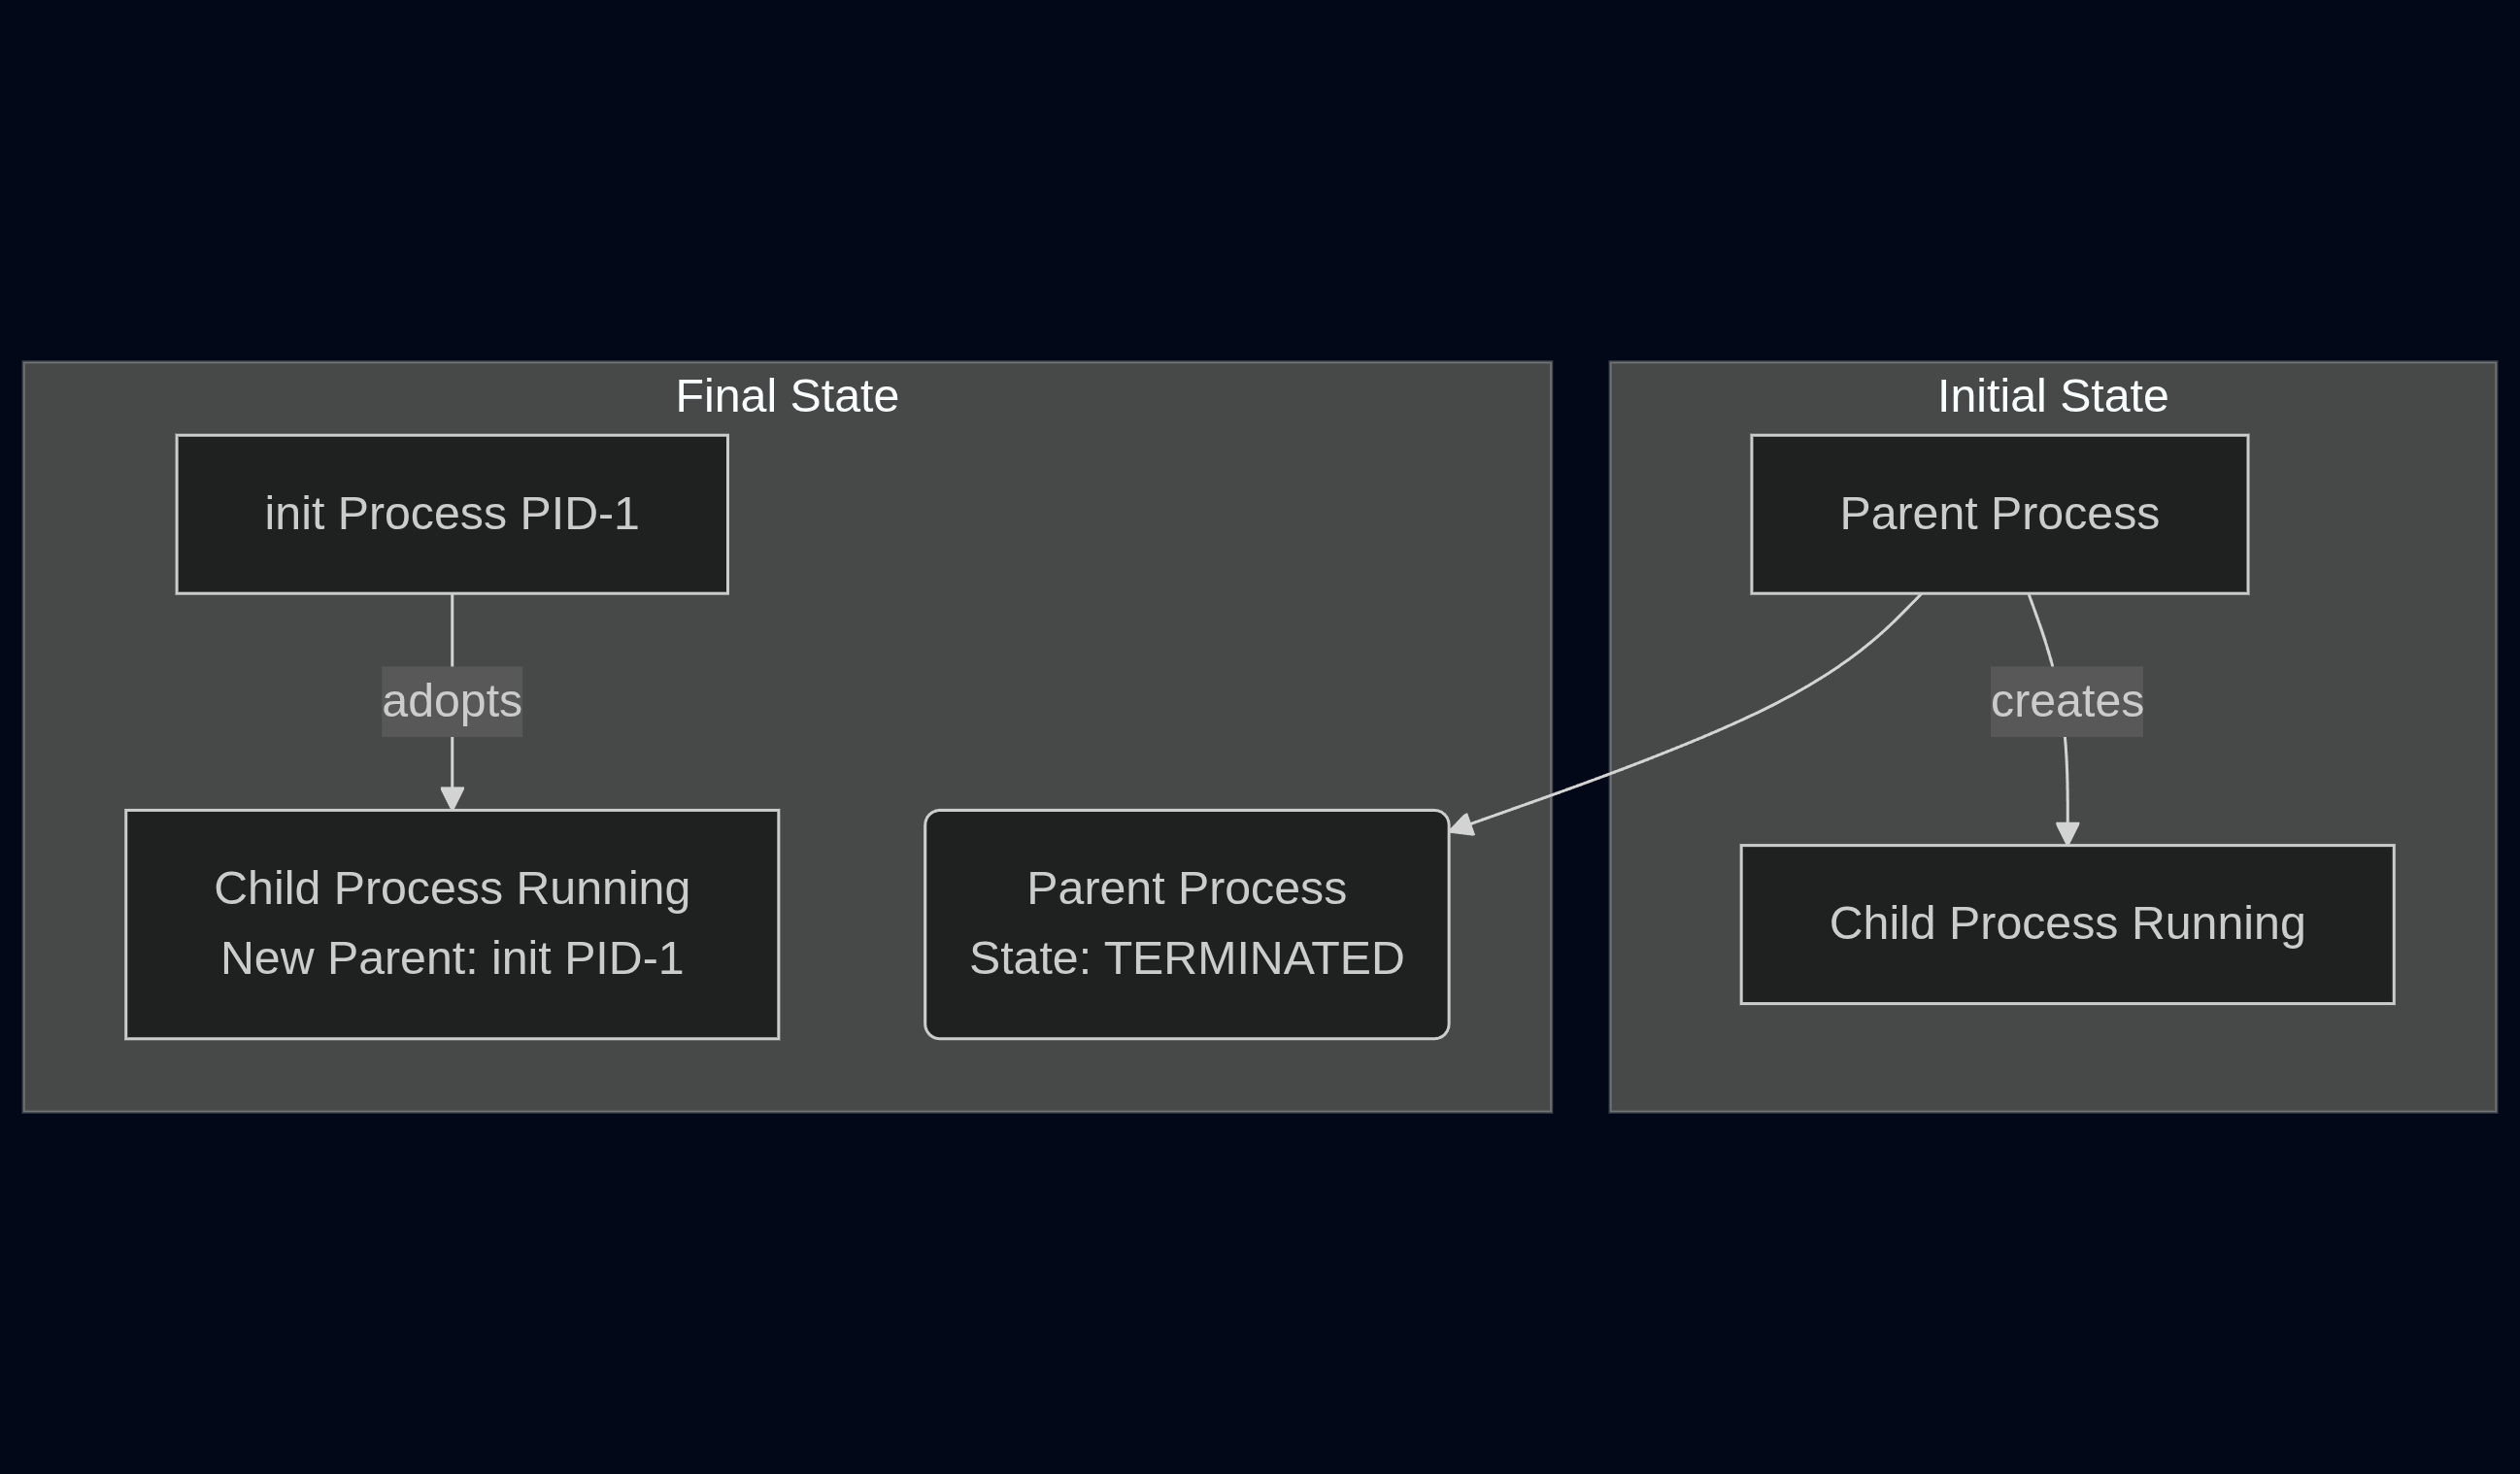 Final State
init Process PID-1
adopts
Child Process Running
New Parent: init PID-1
Parent Process
State: TERMINATED
Initial State
Parent Process
creates
Child Process Running